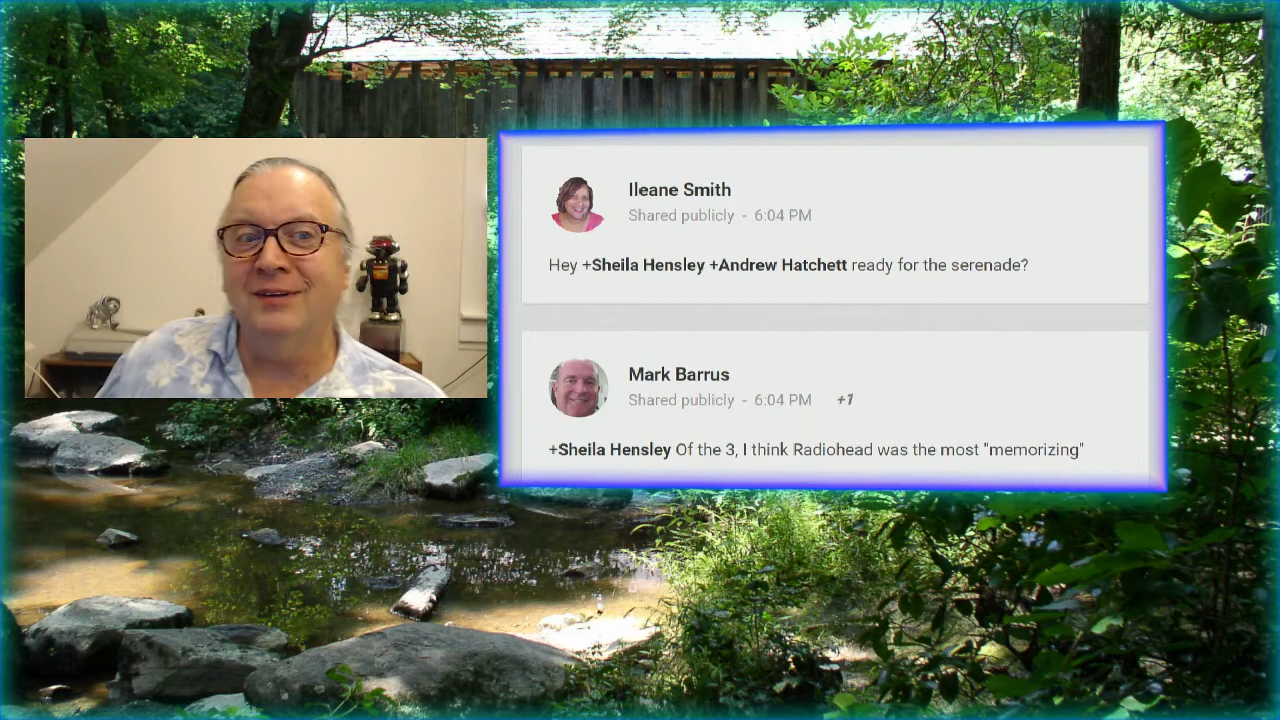 Ileane Smith
Shared publicly - 6:04 PM
Hey +Sheila Hensley +Andrew Hatchett ready for the serenade?
Mark Barrus
Shared publicly - 6:04 PM +1
+Sheila Hensley Of the 3, I think Radiohead was the most "memorizing"